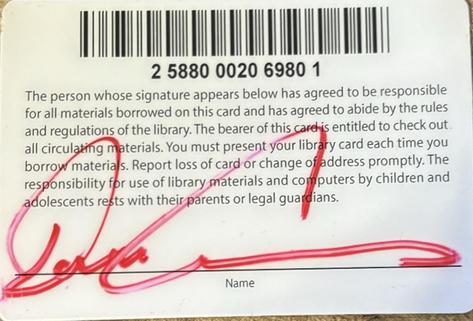 2 5880 0020 6980 1
The person whose signature appears below has agreed to be responsible
for all materials borrowed on this card and has agreed to abide by the rules
and regulations of the library. The bearer of this card is entitled to check out
all circulating materials. You must present your library card each time you
borrow materials. Report loss of card or change of address promptly. The
responsibility for use of library materials and computers by children and
adolescents rests with their parents or legal guardians.
Name